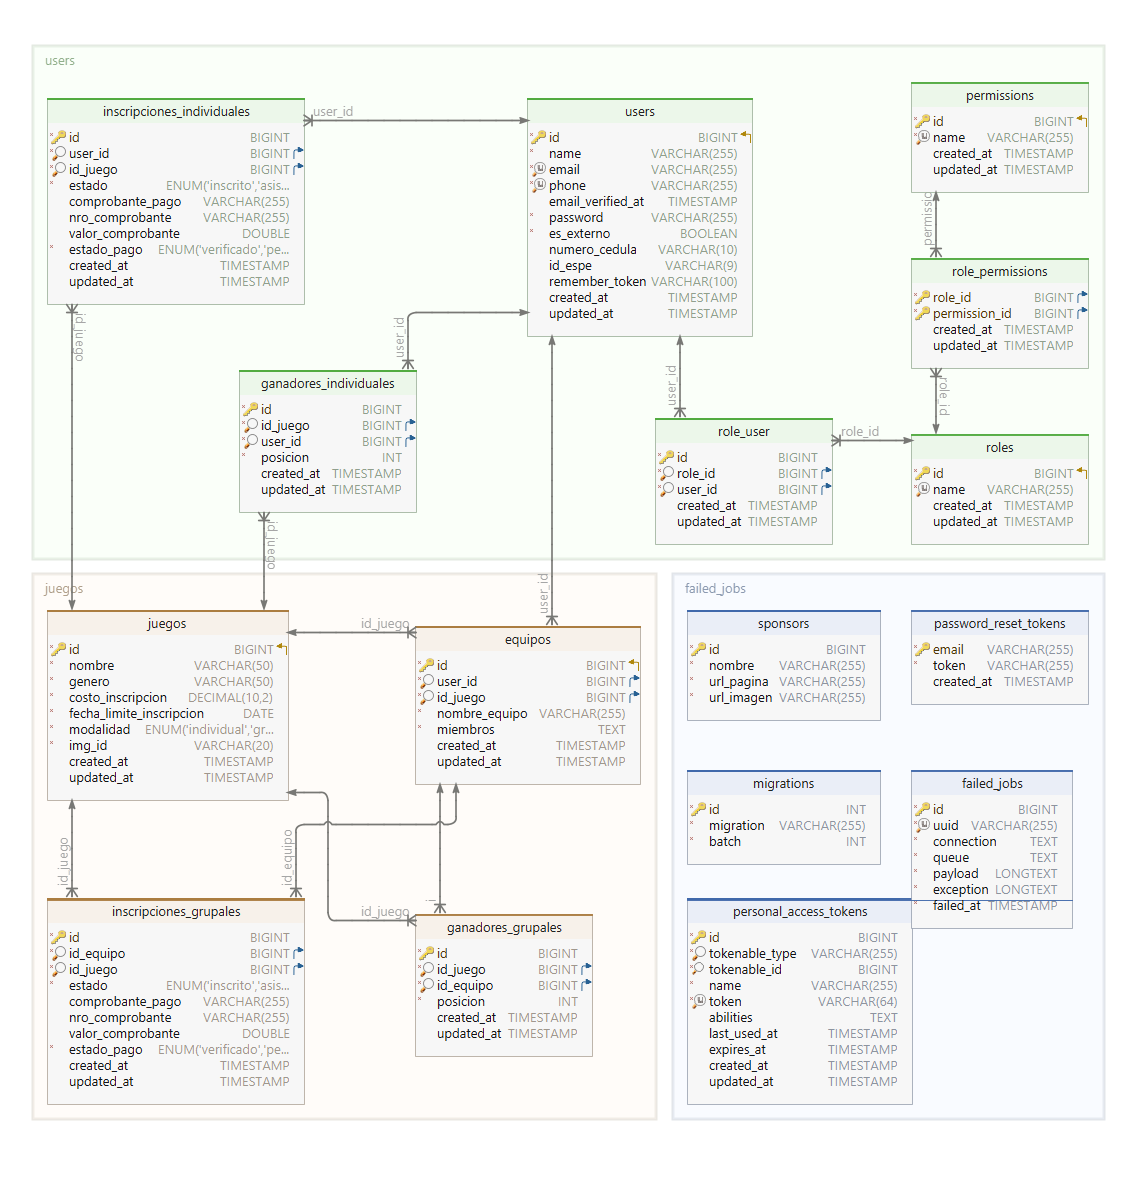 users
inscripciones_individuales
id BIGINT
user_id BIGINT
id_juego BIGINT
estado ENUM('inscrito','asis...
comprobante_pago VARCHAR(255)
nro_comprobante VARCHAR(255)
valor_comprobante DOUBLE
estado_pago ENUM('verificado','pe...
created_at TIMESTAMP
updated_at TIMESTAMP
user_id
users
id BIGINT
name VARCHAR(255)
email VARCHAR(255)
phone VARCHAR(255)
email_verified_at TIMESTAMP
password VARCHAR(255)
es_externo BOOLEAN
numero_cedula VARCHAR(10)
id_espe VARCHAR(9)
remember_token VARCHAR(100)
created_at TIMESTAMP
updated_at TIMESTAMP
permissions
id BIGINT
name VARCHAR(255)
created_at TIMESTAMP
updated_at TIMESTAMP
permissio
role_permissions
role_id BIGINT
permission_id BIGINT
created_at TIMESTAMP
updated_at TIMESTAMP
id_juego
user_id
ganadores_individuales
id BIGINT
id_juego BIGINT
user_id BIGINT
posicion INT
created_at TIMESTAMP
updated_at TIMESTAMP
user_id
role_id
role_user
id BIGINT
role_id BIGINT
user_id BIGINT
created_at TIMESTAMP
updated_at TIMESTAMP
role_id
roles
id BIGINT
name VARCHAR(255)
created_at TIMESTAMP
updated_at TIMESTAMP
id_juego
juegos
user_id
juegos
id BIGINT
nombre VARCHAR(50)
genero VARCHAR(50)
costo_inscripcion DECIMAL(10,2)
fecha_limite_inscripcion DATE
modalidad ENUM('individual','gr...
img_id VARCHAR(20)
created_at TIMESTAMP
updated_at TIMESTAMP
id_juego
equipos
id BIGINT
user_id BIGINT
id_juego BIGINT
nombre_equipo VARCHAR(255)
miembros TEXT
created_at TIMESTAMP
updated_at TIMESTAMP
id_juego
id_equipo
inscripciones_grupales
id BIGINT
id_equipo BIGINT
id_juego BIGINT
estado ENUM('inscrito','asis...
comprobante_pago VARCHAR(255)
nro_comprobante VARCHAR(255)
valor_comprobante DOUBLE
estado_pago ENUM('verificado','pe...
created_at TIMESTAMP
updated_at TIMESTAMP
id_juego
i
ganadores_grupales
id BIGINT
id_juego BIGINT
id_equipo BIGINT
posicion INT
created_at TIMESTAMP
updated_at TIMESTAMP
failed_jobs
sponsors
id BIGINT
nombre VARCHAR(255)
url_pagina VARCHAR(255)
url_imagen VARCHAR(255)
password_reset_tokens
email VARCHAR(255)
token VARCHAR(255)
created_at TIMESTAMP
migrations
id INT
migration VARCHAR(255)
batch INT
failed_jobs
id BIGINT
uuid VARCHAR(255)
connection TEXT
queue TEXT
payload LONGTEXT
exception LONGTEXT
failed_at TIMESTAMP
personal_access_tokens
id BIGINT
tokenable_type VARCHAR(255)
tokenable_id BIGINT
name VARCHAR(255)
token VARCHAR(64)
abilities TEXT
last_used_at TIMESTAMP
expires_at TIMESTAMP
created_at TIMESTAMP
updated_at TIMESTAMP